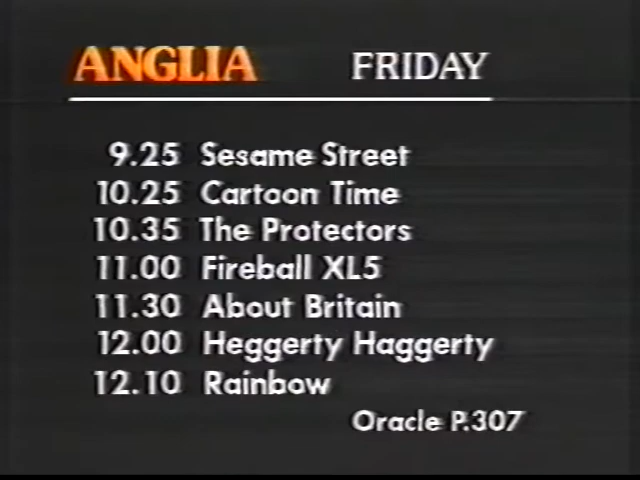 ANGLIA FRIDAY
9.25 Sesame Street
10.25 Cartoon Time
10.35 The Protectors
11.00 Fireball XL5
11.30 About Britain
12.00 Heggerty Haggerty
12.10 Rainbow
Oracle P.307